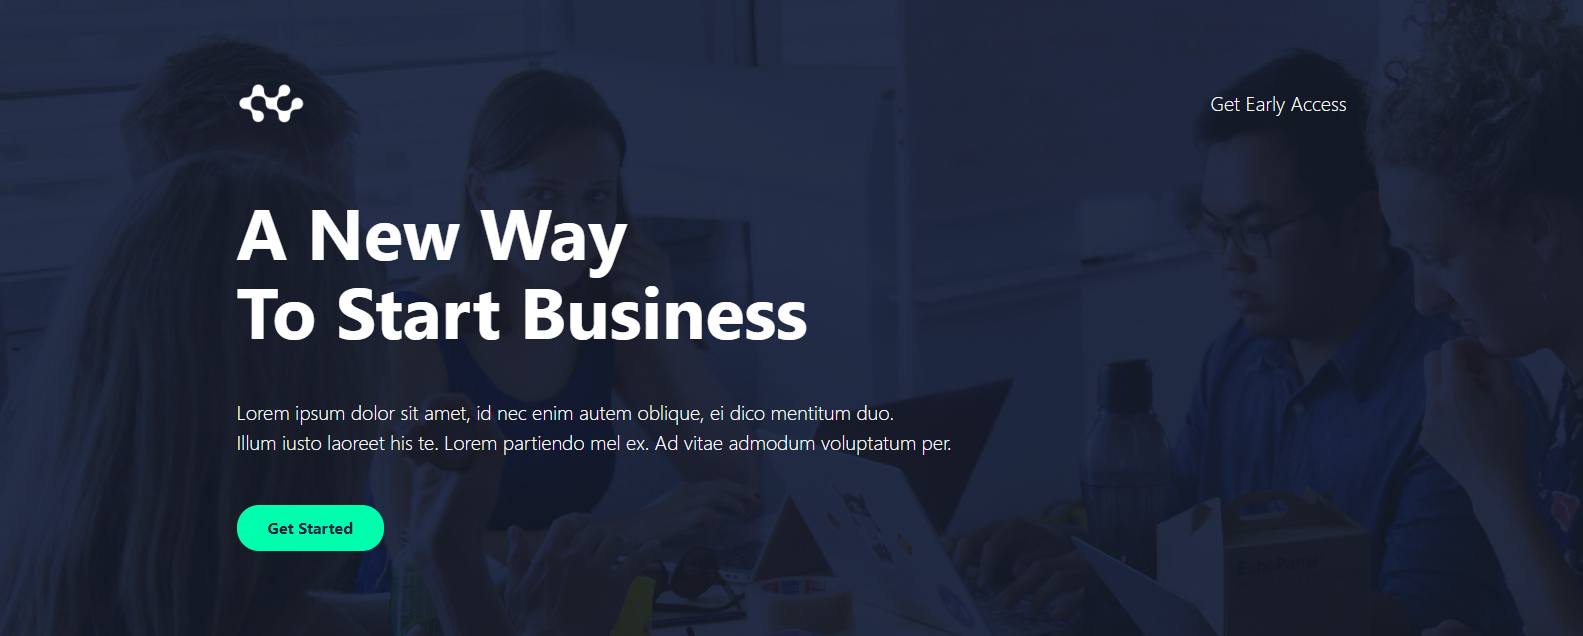 Get Early Access
A New Way
To Start Business
Lorem ipsum dolor sit amet, id nec enim autem oblique, ei dico mentitum duo.
Illum iusto laoreet his te. Lorem partiendo mel ex. Ad vitae admodum voluptatum per.
Get Started
EchoPanel